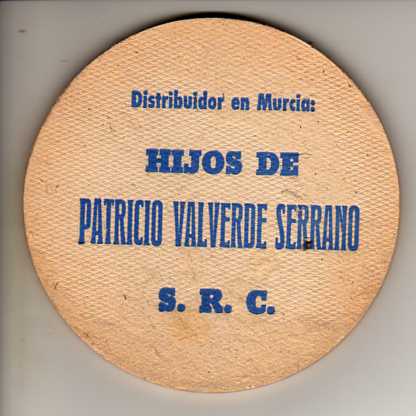 Distribuidor en Murcia:
HIJOS DE
PATRICIO VALVERDE SERRANO
S. R. C.